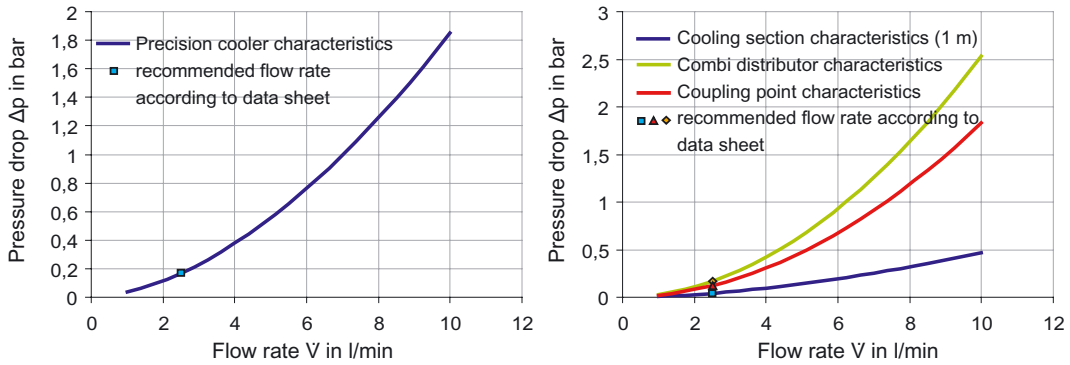 2
1,8
1,6
1,4
1,2
1
0,8
0,6
0,4
0,2
0
0 2 4 6 8 10 12
Pressure drop Δp in bar
Flow rate V̇ in l/min
Precision cooler characteristics
recommended flow rate
according to data sheet
3
2,5
2
1,5
1
0,5
0
0 2 4 6 8 10 12
Pressure drop Δp in bar
Flow rate V̇ in l/min
Cooling section characteristics (1 m)
Combi distributor characteristics
Coupling point characteristics
recommended flow rate according to
data sheet